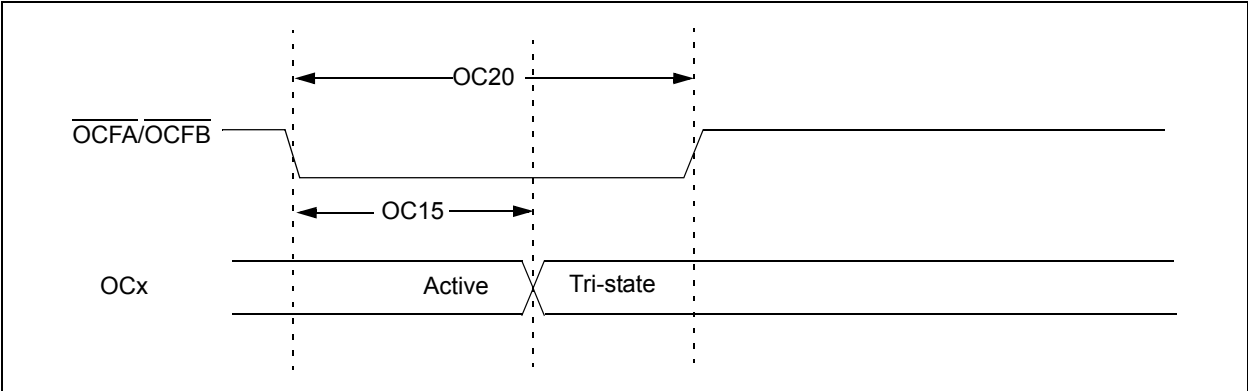 OC20
OCFA/OCFB
OC15
OCx
Active
Tri-state